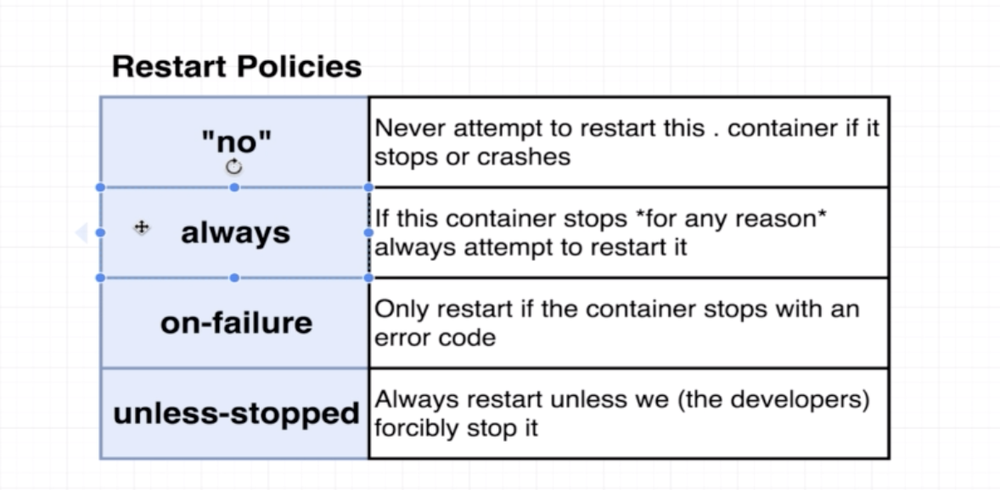 Restart Policies
"no"
Never attempt to restart this . container if it
stops or crashes
always
If this container stops *for any reason*
always attempt to restart it
on-failure
Only restart if the container stops with an
error code
unless-stopped
Always restart unless we (the developers)
forcibly stop it